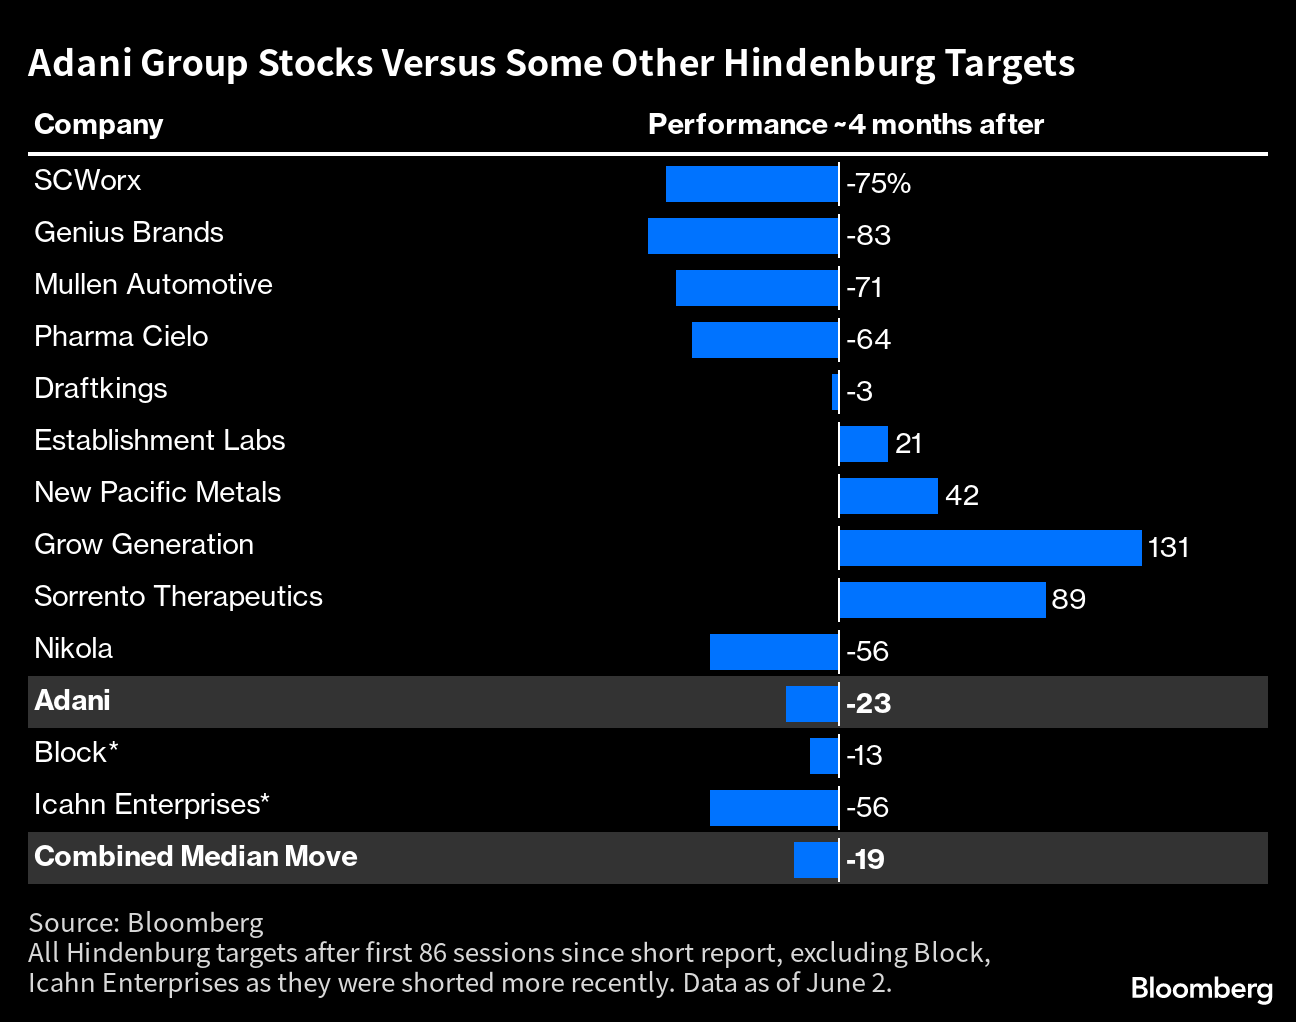 Adani Group Stocks Versus Some Other Hindenburg Targets
Company Performance ~4 months after
SCWorx -75%
Genius Brands -83
Mullen Automotive -71
Pharma Cielo -64
Draftkings -3
Establishment Labs 21
New Pacific Metals 42
Grow Generation 131
Sorrento Therapeutics 89
Nikola -56
Adani -23
Block* -13
Icahn Enterprises* -56
Combined Median Move -19
Source: Bloomberg
All Hindenburg targets after first 86 sessions since short report, excluding Block,
Icahn Enterprises as they were shorted more recently. Data as of June 2.
Bloomberg